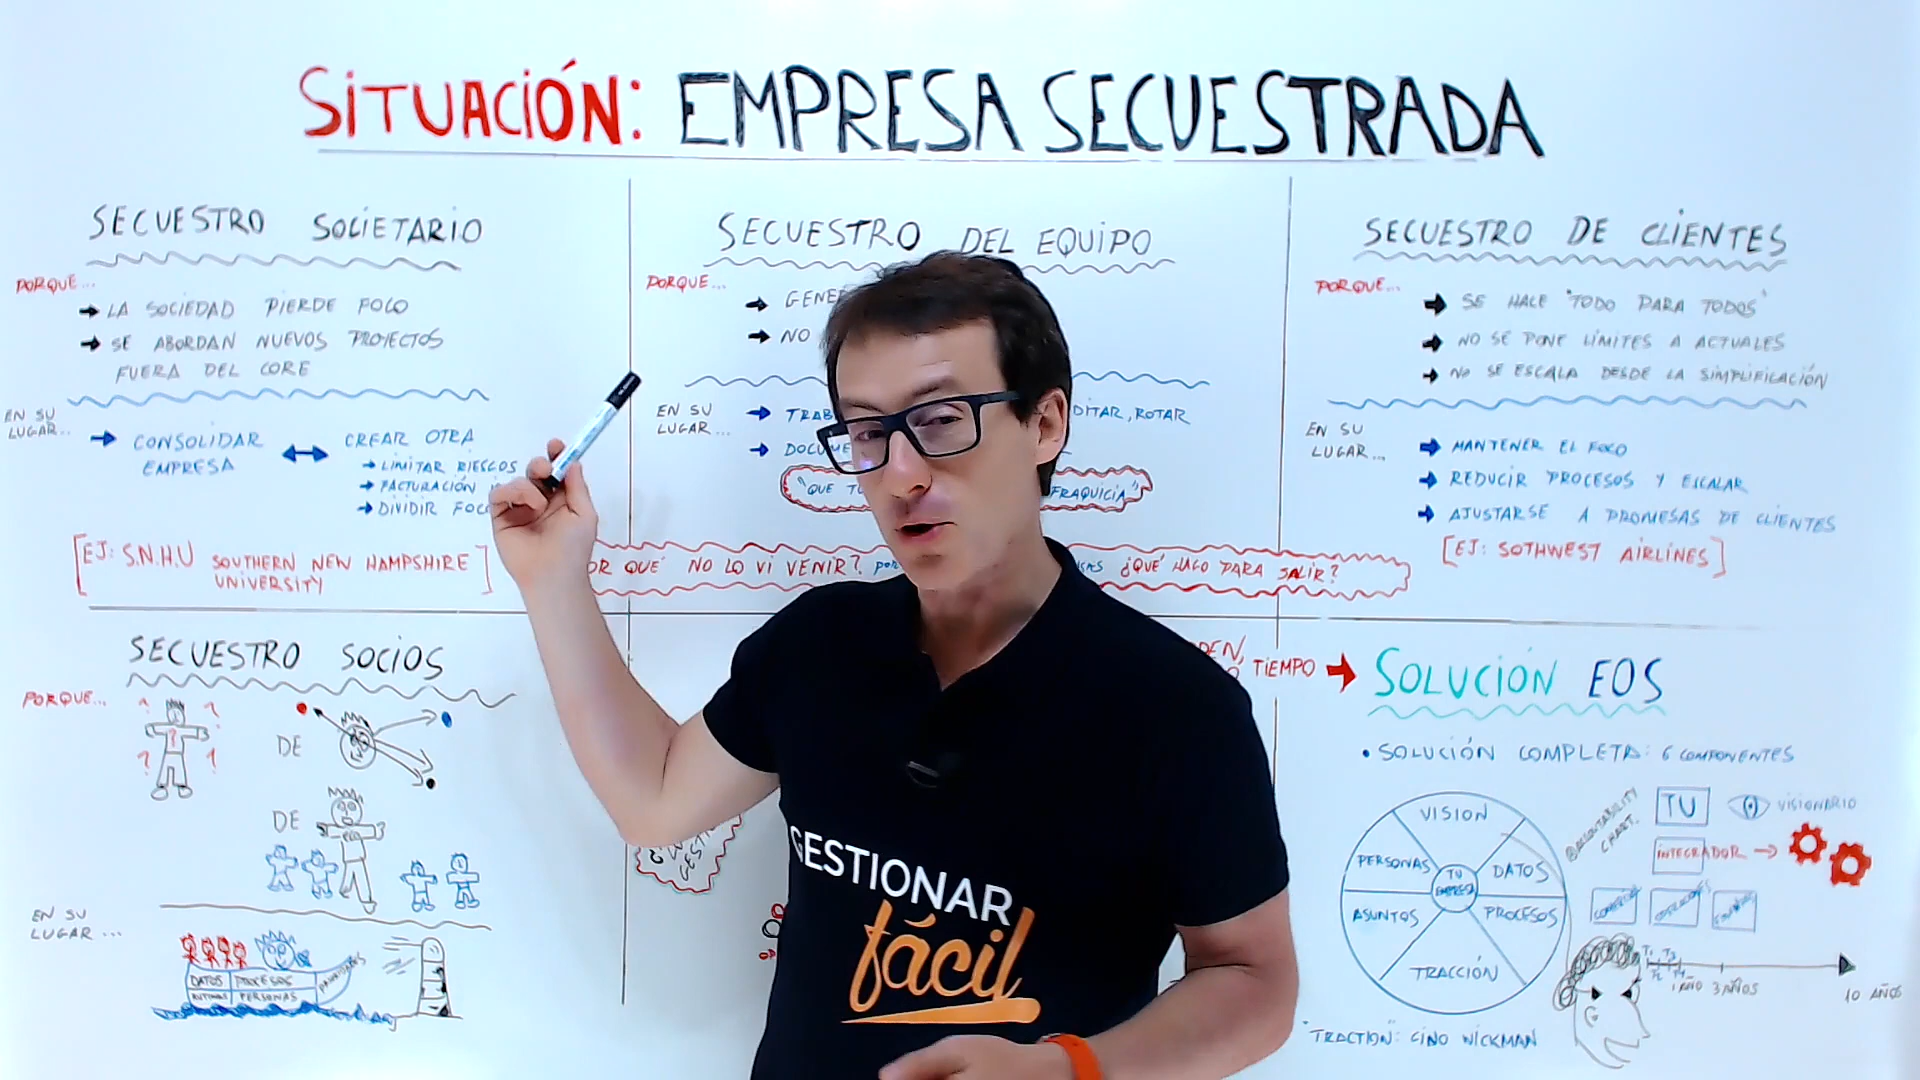 SITUACIÓN: EMPRESA SECUESTRADA
SECUESTRO SOCIETARIO
PORQUE...
LA SOCIEDAD PIERDE FOCO
SE ABORDAN NUEVOS PROYECTOS
FUERA DEL CORE
EN SU
LUGAR...
CONSOLIDAR
EMPRESA
CREAR OTRA
LIMITAR RIESGOS
FACTURACIÓN
DIVIDIR FOCO
[EJ: S.N.H.U SOUTHERN NEW HAMPSHIRE
UNIVERSITY]
SECUESTRO DEL EQUIPO
PORQUE...
NO
EN SU
LUGAR...
DITAR, ROTAR
"QUE TU
FRAQUICIA"
SECUESTRO DE CLIENTES
PORQUE...
SE HACE "TODO PARA TODOS"
NO SE PONE LÍMITES A ACTUALES
NO SE ESCALA DESDE LA SIMPLIFICACIÓN
EN SU
LUGAR...
MANTENER EL FOCO
REDUCIR PROCESOS Y ESCALAR
AJUSTARSE A PROMESAS DE CLIENTES
[EJ: SOTHWEST AIRLINES]
OR QUÉ NO LO VI VENIR?
¿QUÉ HAGO PARA SALIR?
SECUESTRO SOCIOS
PORQUE...
DE
DE
EN SU
LUGAR...
DATOS
PROCESOS
PERSONAS
TIEMPO
SOLUCIÓN EOS
• SOLUCIÓN COMPLETA: 6 COMPONENTES
VISION
PERSONAS
DATOS
TU
EMPRESA
ASUNTOS
PROCESOS
TRACCIÓN
ACCOUNTABILITY
CHART.
TU
VISIONARIO
INTEGRADOR
1 AÑO
3 AÑOS
10 AÑOS
"TRACTION": GINO WICKMAN
GESTIONAR
fácil